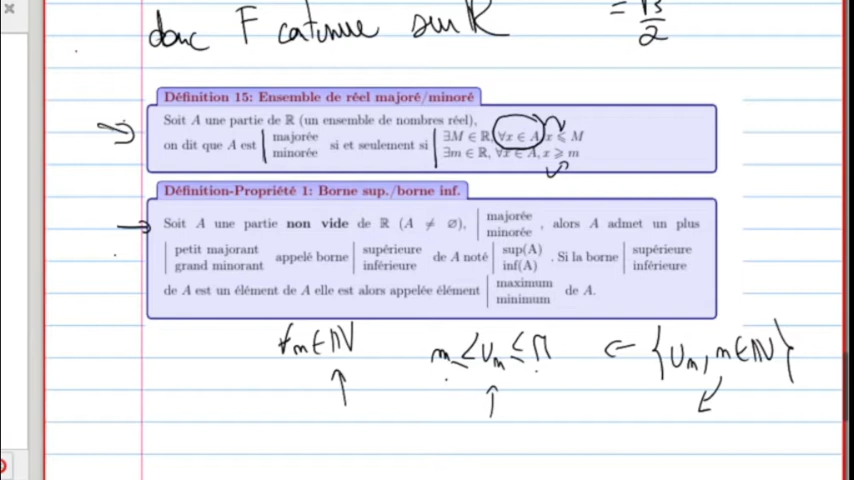 = √3/2
donc F continue sur ℝ
Définition 15: Ensemble de réel majoré/minoré
Soit A une partie de ℝ (un ensemble de nombres réel),
on dit que A est | majorée si et seulement si | ∃M ∈ ℝ, ∀x ∈ A, x ⩽ M
minorée | ∃m ∈ ℝ, ∀x ∈ A, x ⩾ m
Définition-Propriété 1: Borne sup./borne inf.
Soit A une partie non vide de ℝ (A ≠ ∅), | majorée , alors A admet un plus
minorée
petit majorant appelé borne | supérieure de A noté | sup(A) . Si la borne | supérieure
grand minorant | inférieure | inf(A) | inférieure
de A est un élément de A elle est alors appelée élément | maximum de A.
minimum
∀n ∈ ℕ m ≤ Un ≤ M ← {Un, n ∈ ℕ}